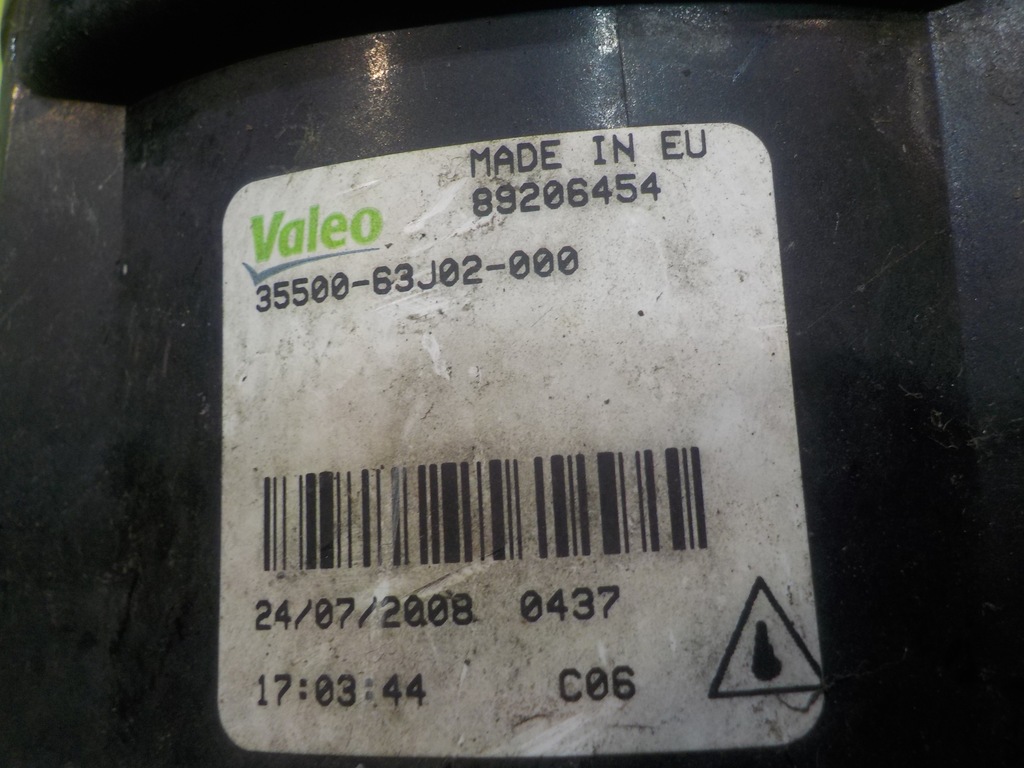 MADE IN EU
89206454
Valeo
35500-63J02-000
24/07/2008 0437
17:03:44 C06